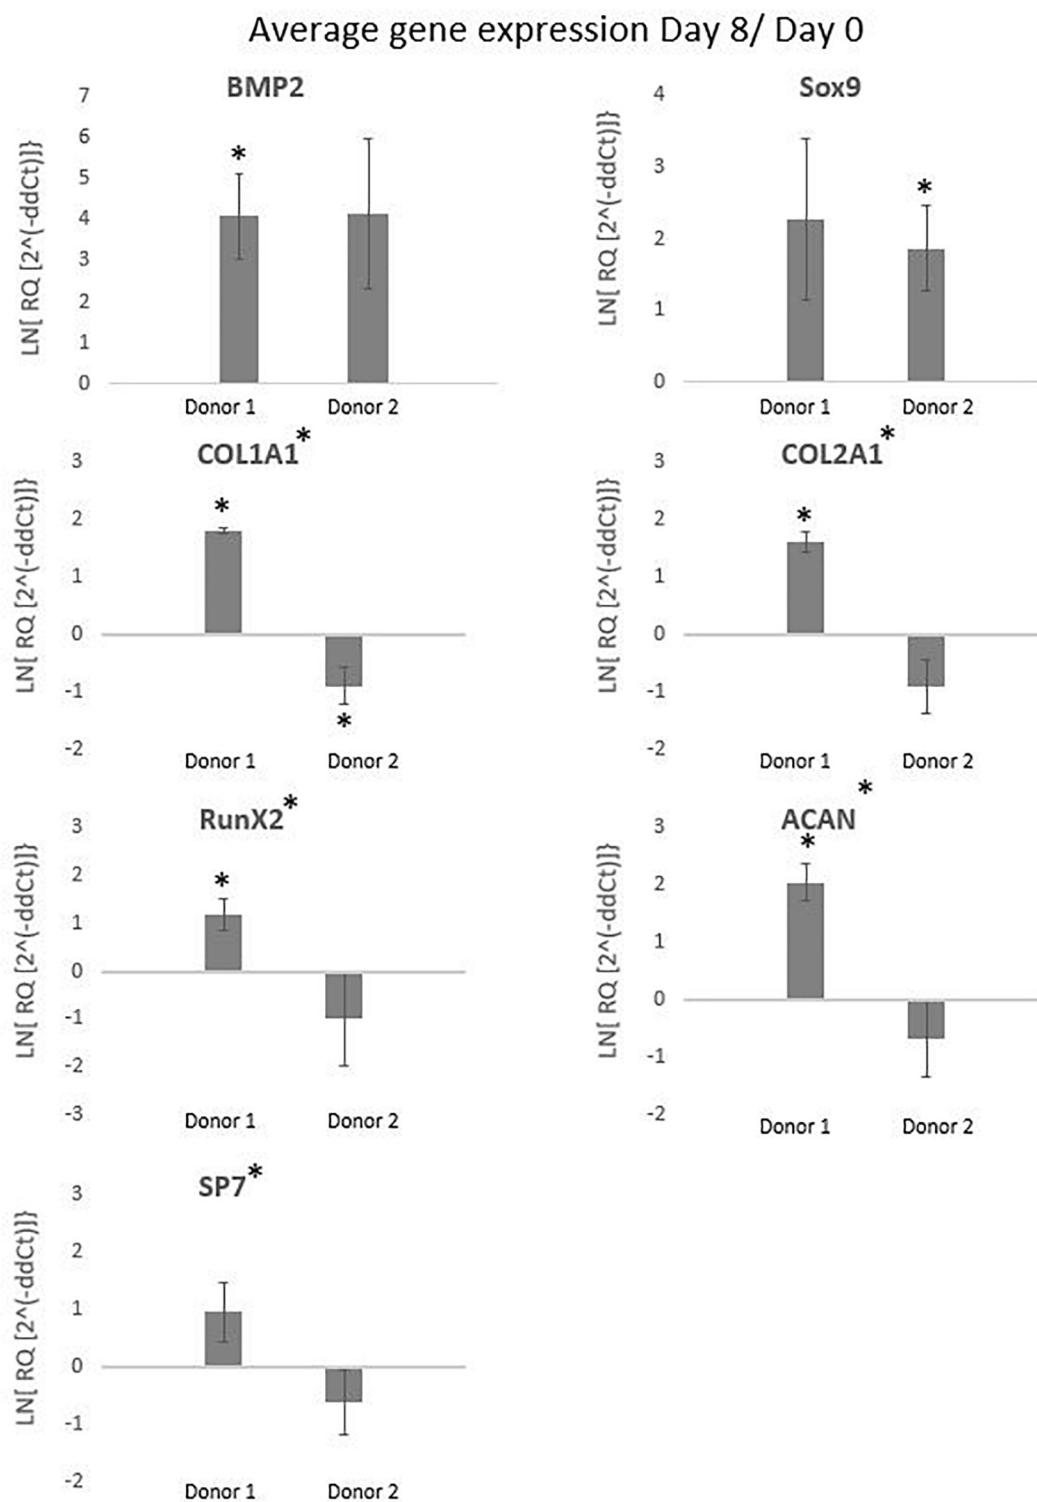 Average gene expression Day 8/ Day 0
BMP2
LN[ RQ [2^(-ddCt)]}
7
6
5
4
3
2
1
0
*
Donor 1 Donor 2
Sox9
LN[ RQ [2^(-ddCt)]}
4
3
2
1
0
*
Donor 1 Donor 2
COL1A1*
LN[ RQ [2^(-ddCt)]}
3
2
1
0
-1
-2
*
*
Donor 1 Donor 2
COL2A1*
LN[ RQ [2^(-ddCt)]}
3
2
1
0
-1
-2
*
Donor 1 Donor 2
RunX2*
LN[ RQ [2^(-ddCt)]}
3
2
1
0
-1
-2
-3
*
Donor 1 Donor 2
ACAN*
LN[ RQ [2^(-ddCt)]}
3
2
1
0
-1
-2
*
Donor 1 Donor 2
SP7*
LN[ RQ [2^(-ddCt)]}
3
2
1
0
-1
-2
Donor 1 Donor 2